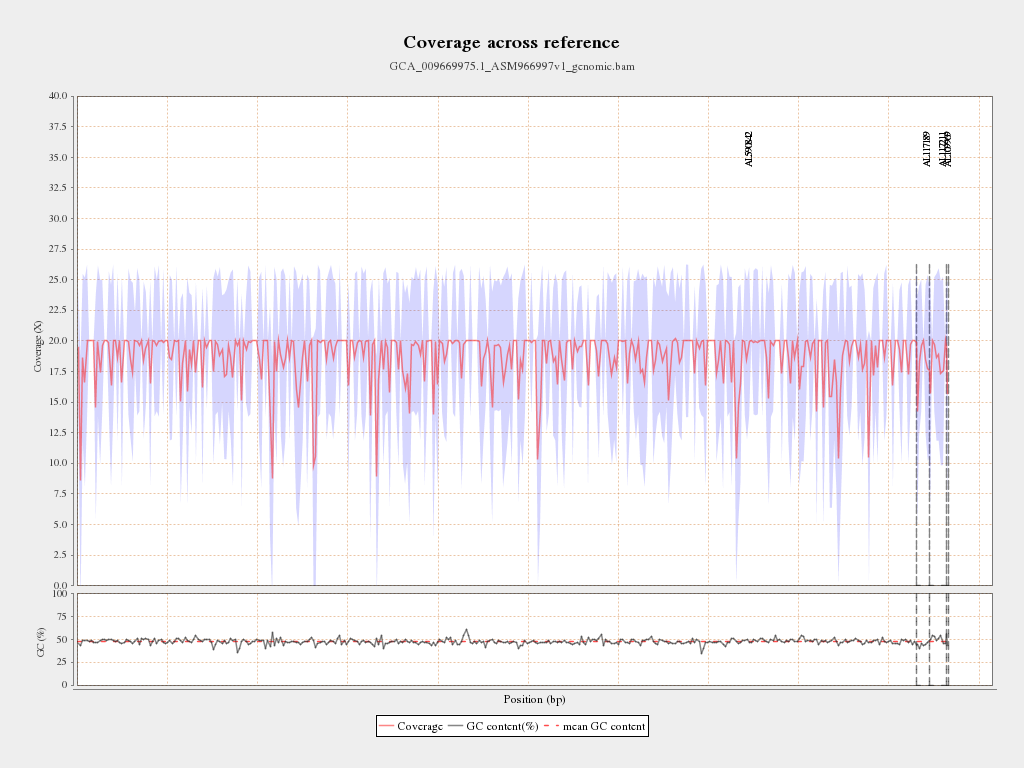 Coverage across reference
GCA_009669975.1_ASM966997v1_genomic.bam
40.0
37.5
35.0
32.5
30.0
27.5
25.0
22.5
20.0
17.5
15.0
12.5
10.0
7.5
5.0
2.5
0.0
Coverage (X)
AL590842
AL117189
AL117211
AL109969
100
75
50
25
0
GC (%)
Position (bp)
Coverage GC content(%) mean GC content